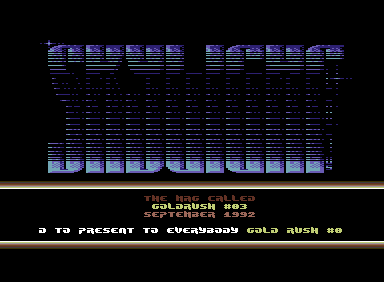 THE MAG CALLED
GOLDRUSH #03
SEPTEMBER 1992
D TO PRESENT TO EVERYBODY GOLD RUSH #0